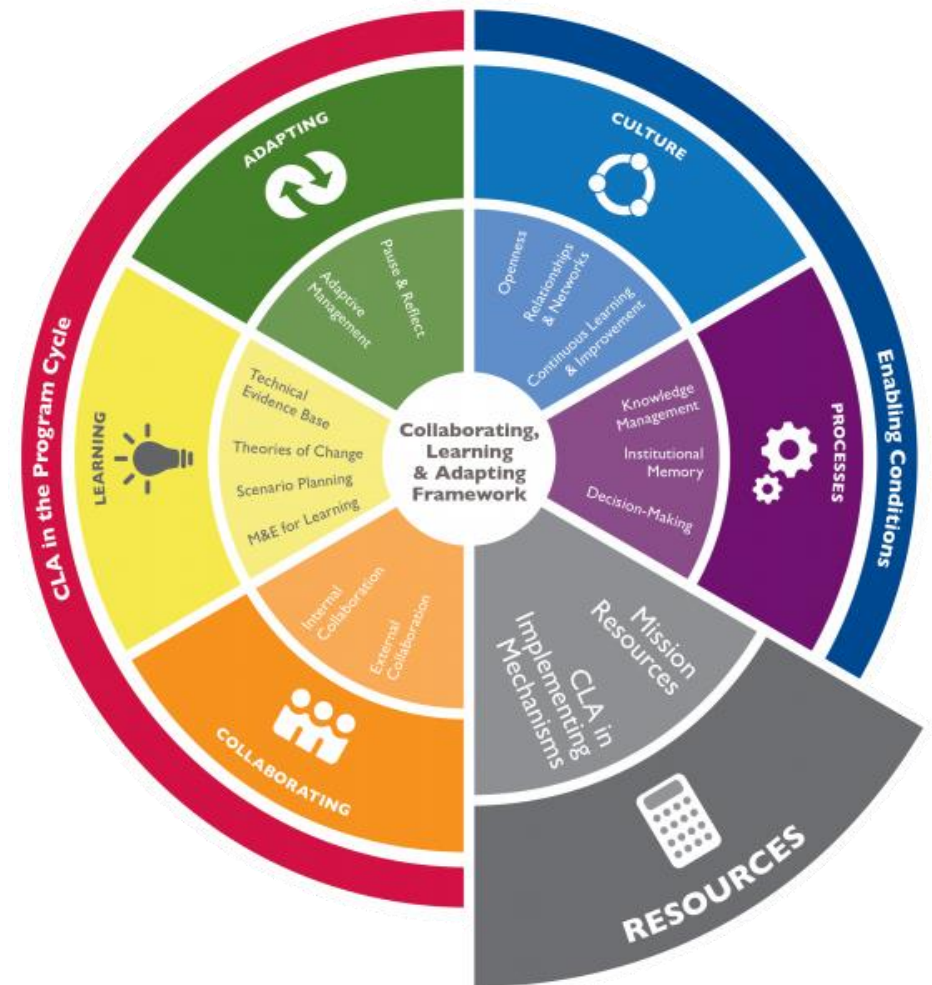 Collaborating,
Learning
& Adapting
Framework
CLA in the Program Cycle
ADAPTING
Adaptive
Management
Pause & Reflect
LEARNING
Technical
Evidence Base
Theories of Change
Scenario Planning
M&E for Learning
COLLABORATING
Internal
Collaboration
External
Collaboration
Enabling Conditions
CULTURE
Openness
Relationships
& Networks
Continuous Learning
& Improvement
PROCESSES
Knowledge
Management
Institutional
Memory
Decision-Making
RESOURCES
Mission
Resources
CLA in
Implementing
Mechanisms